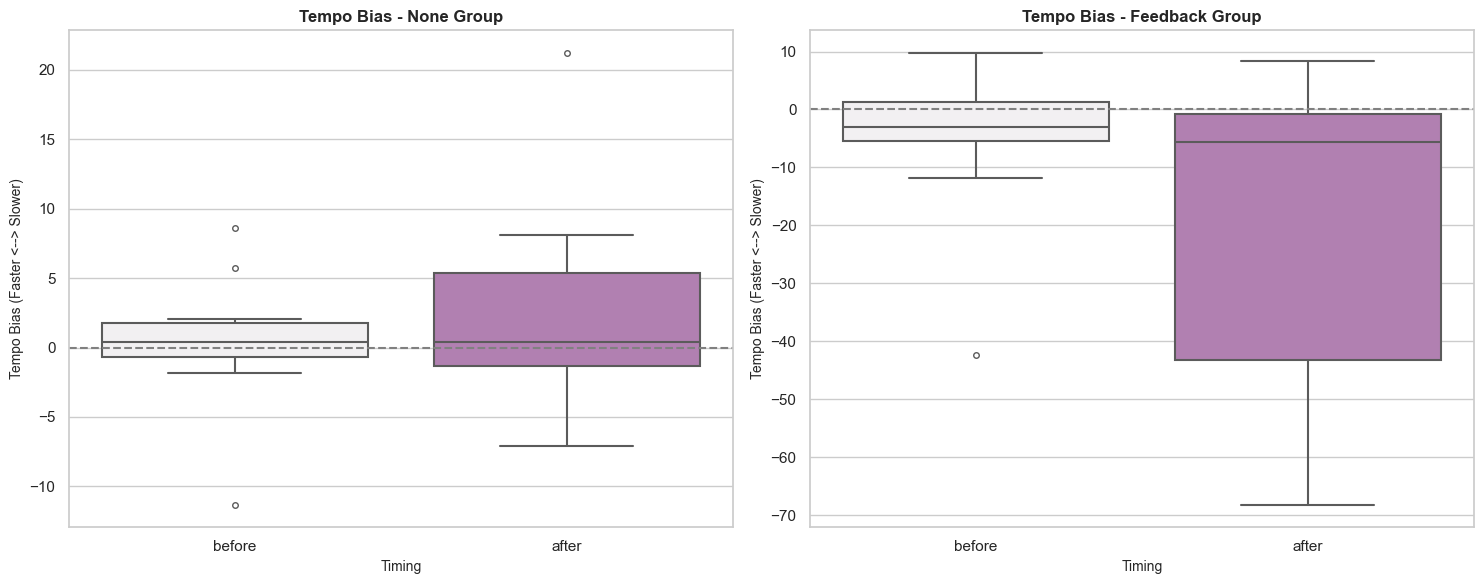 Tempo Bias - None Group
Tempo Bias (Faster <--> Slower)
20
15
10
5
0
−5
−10
before
after
Timing
Tempo Bias - Feedback Group
Tempo Bias (Faster <--> Slower)
10
0
−10
−20
−30
−40
−50
−60
−70
before
after
Timing